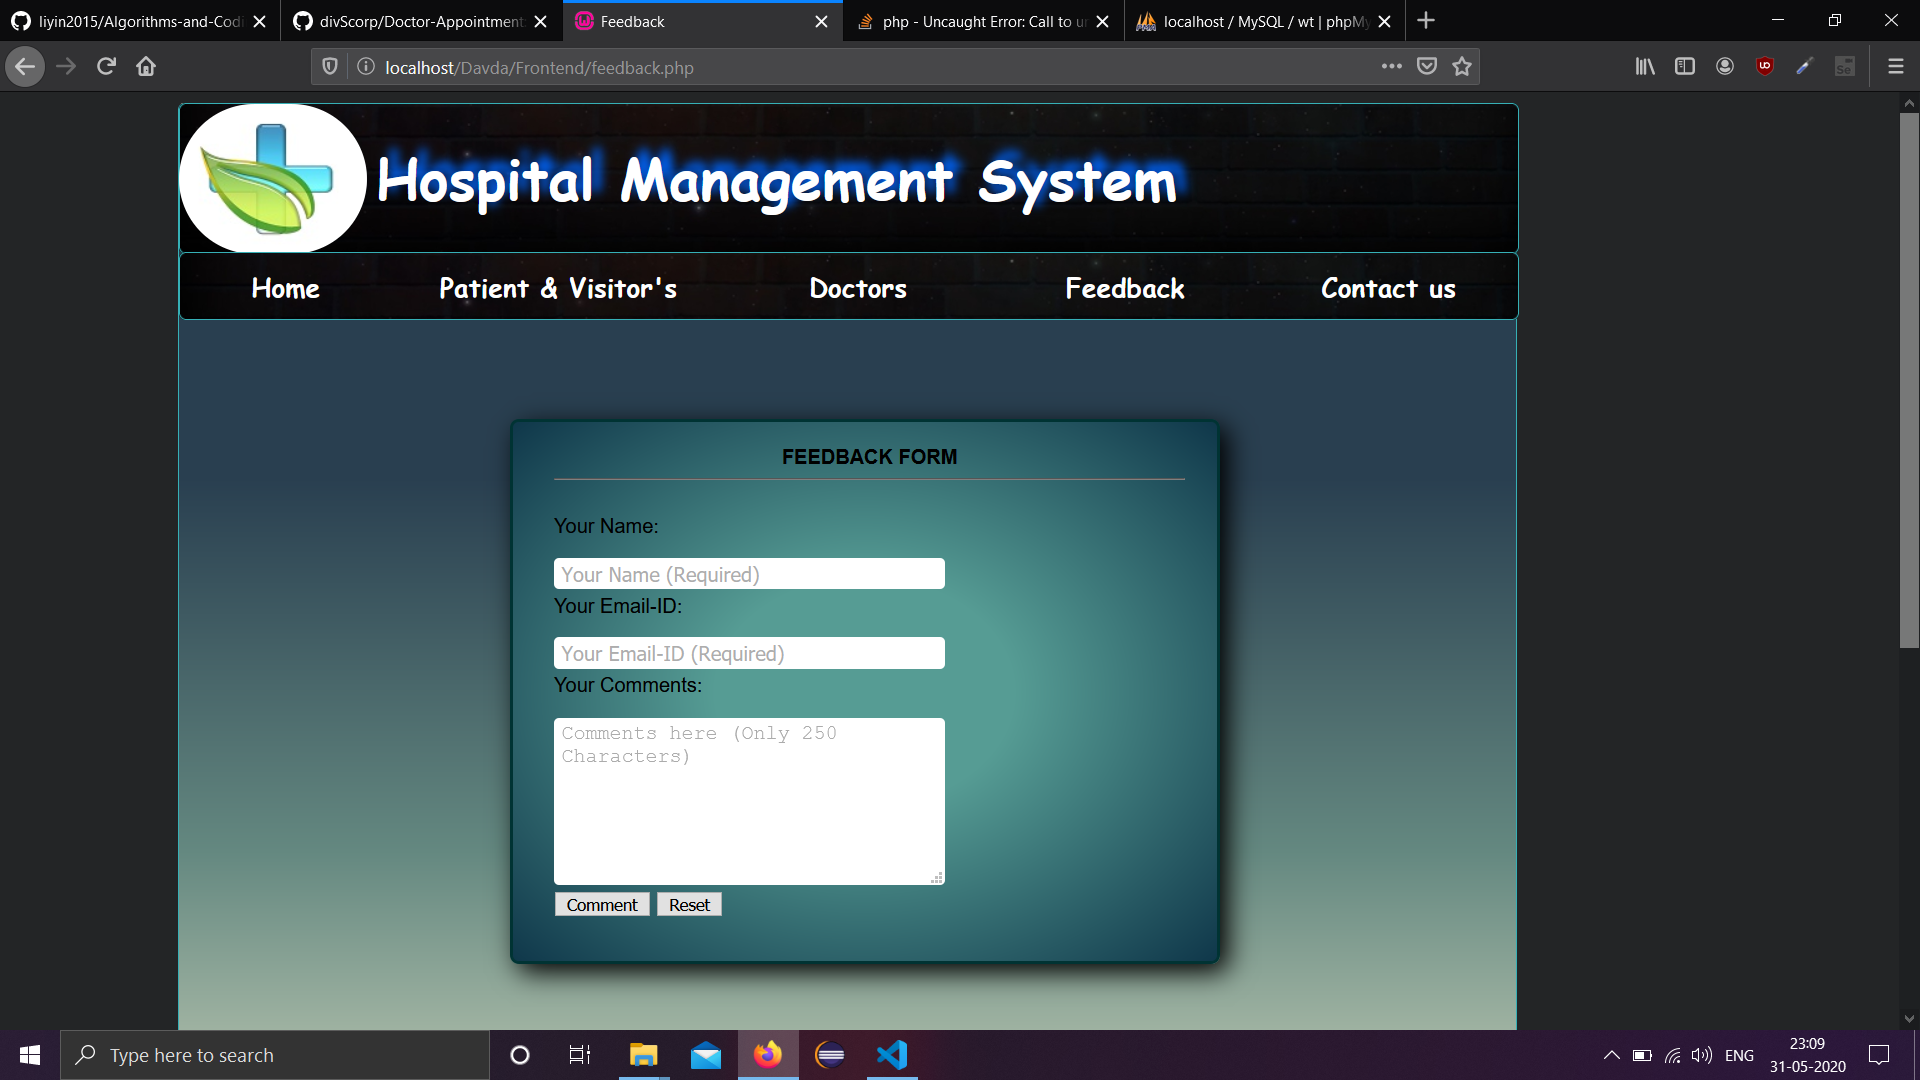 liyin2015/Algorithms-and-Codi
divScorp/Doctor-Appointment
Feedback
php - Uncaught Error: Call to u
localhost / MySQL / wt | phpMy
localhost/Davda/Frontend/feedback.php
Hospital Management System
Home Patient & Visitor's Doctors Feedback Contact us
FEEDBACK FORM
Your Name:
Your Name (Required)
Your Email-ID:
Your Email-ID (Required)
Your Comments:
Comments here (Only 250
Characters)
Comment Reset
Type here to search
ENG
23:09
31-05-2020